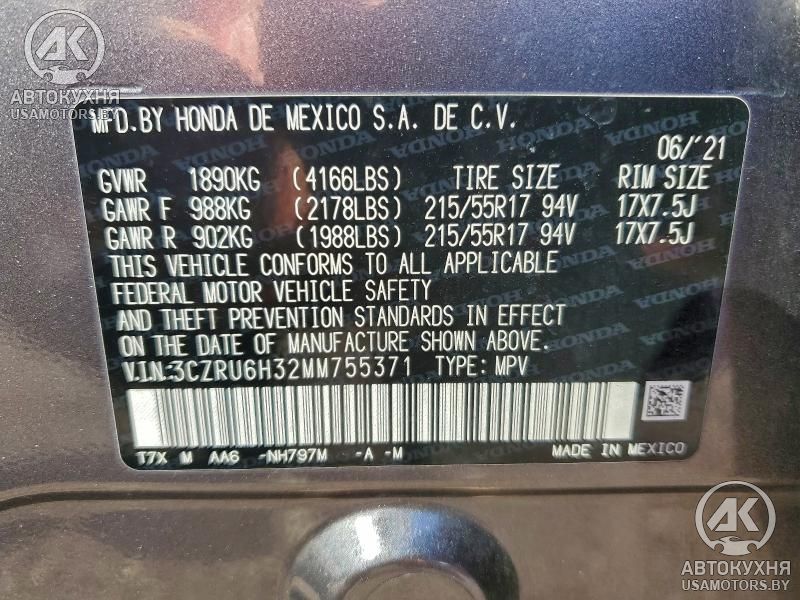 АК
АВТОКУХНЯ
USAMOTORS.BY
MFD.BY HONDA DE MEXICO S.A. DE C.V.
06/'21
GVWR 1890KG (4166LBS) TIRE SIZE RIM SIZE
GAWR F 988KG (2178LBS) 215/55R17 94V 17X7.5J
GAWR R 902KG (1988LBS) 215/55R17 94V 17X7.5J
THIS VEHICLE CONFORMS TO ALL APPLICABLE
FEDERAL MOTOR VEHICLE SAFETY
AND THEFT PREVENTION STANDARDS IN EFFECT
ON THE DATE OF MANUFACTURE SHOWN ABOVE.
V.I.N:3CZRU6H32MM755371 TYPE: MPV
T7X M AA6 -NH797M -A -M MADE IN MEXICO
АК
АВТОКУХНЯ
USAMOTORS.BY